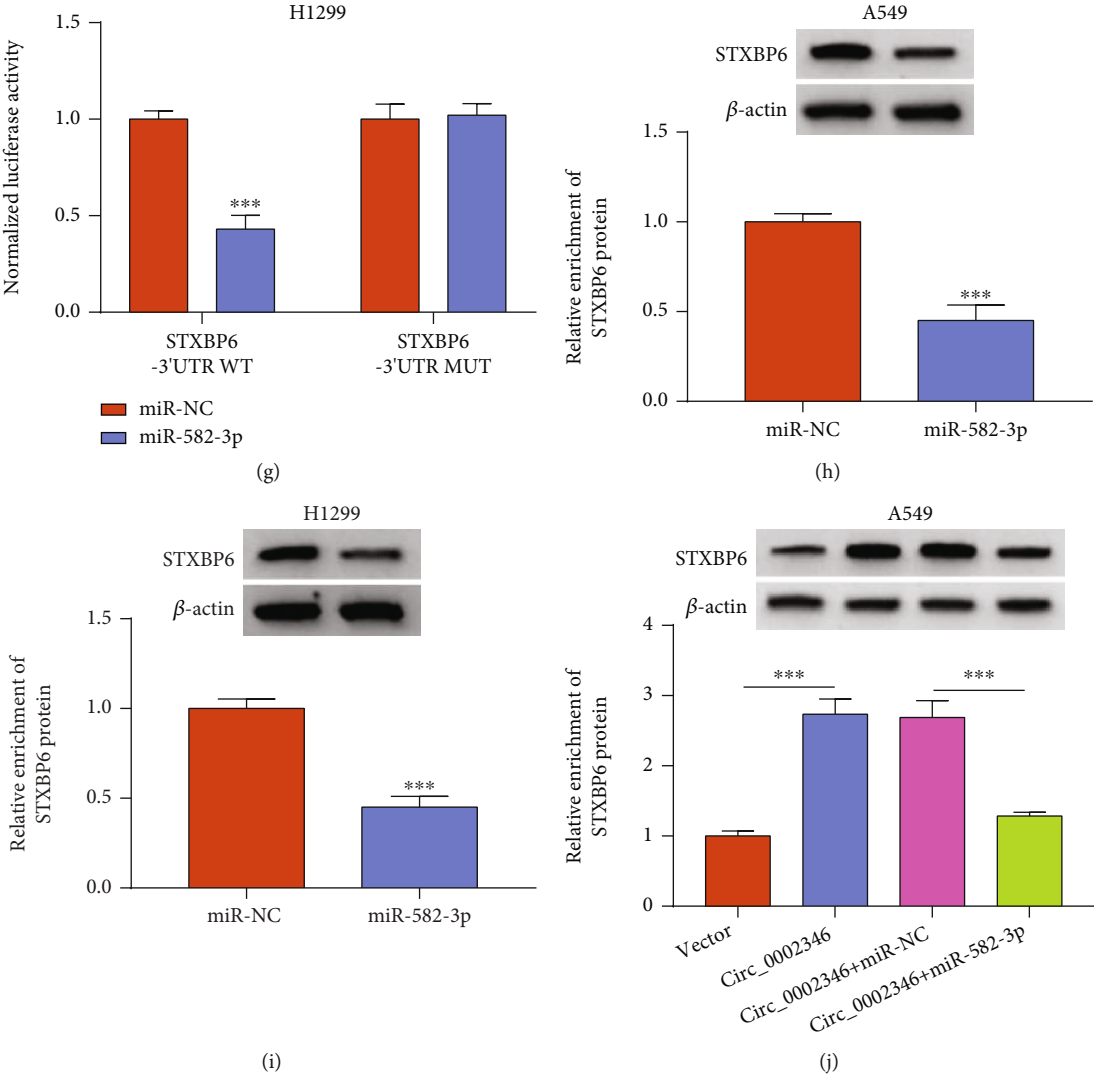 H1299
Normalized luciferase activity
1.5
1.0
0.5
0.0
***
STXBP6
-3'UTR WT
STXBP6
-3'UTR MUT
miR-NC
miR-582-3p
(g)
A549
STXBP6
β-actin
Relative enrichment of
STXBP6 protein
1.5
1.0
0.5
0.0
***
miR-NC
miR-582-3p
(h)
H1299
STXBP6
β-actin
Relative enrichment of
STXBP6 protein
1.5
1.0
0.5
0.0
***
miR-NC
miR-582-3p
(i)
A549
STXBP6
β-actin
Relative enrichment of
STXBP6 protein
4
3
2
1
0
***
***
Vector
Circ_0002346
Circ_0002346+miR-NC
Circ_0002346+miR-582-3p
(j)